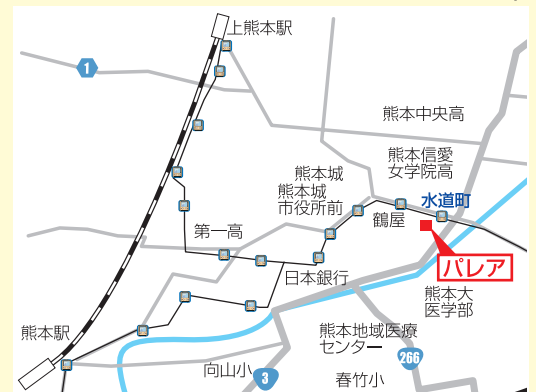 上熊本駅
1
熊本中央高
熊本信愛
女学院高
熊本城
熊本城
市役所前
水道町
鶴屋
第一高
パレア
日本銀行
熊本大
医学部
熊本駅
熊本地域医療
センター
266
向山小
3
春竹小